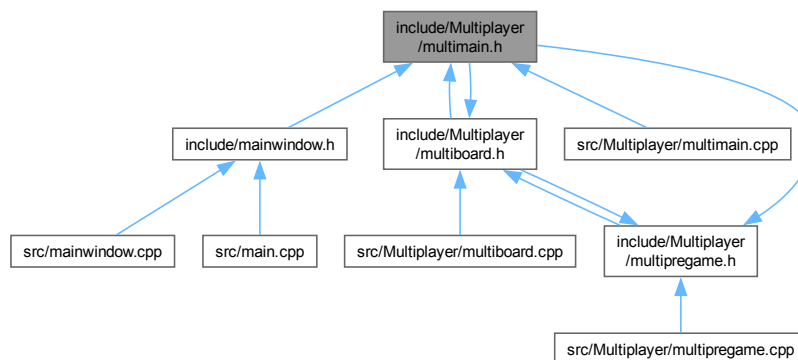 include/Multiplayer
/multimain.h
include/mainwindow.h
include/Multiplayer
/multiboard.h
src/Multiplayer/multimain.cpp
src/mainwindow.cpp
src/main.cpp
src/Multiplayer/multiboard.cpp
include/Multiplayer
/multipregame.h
src/Multiplayer/multipregame.cpp